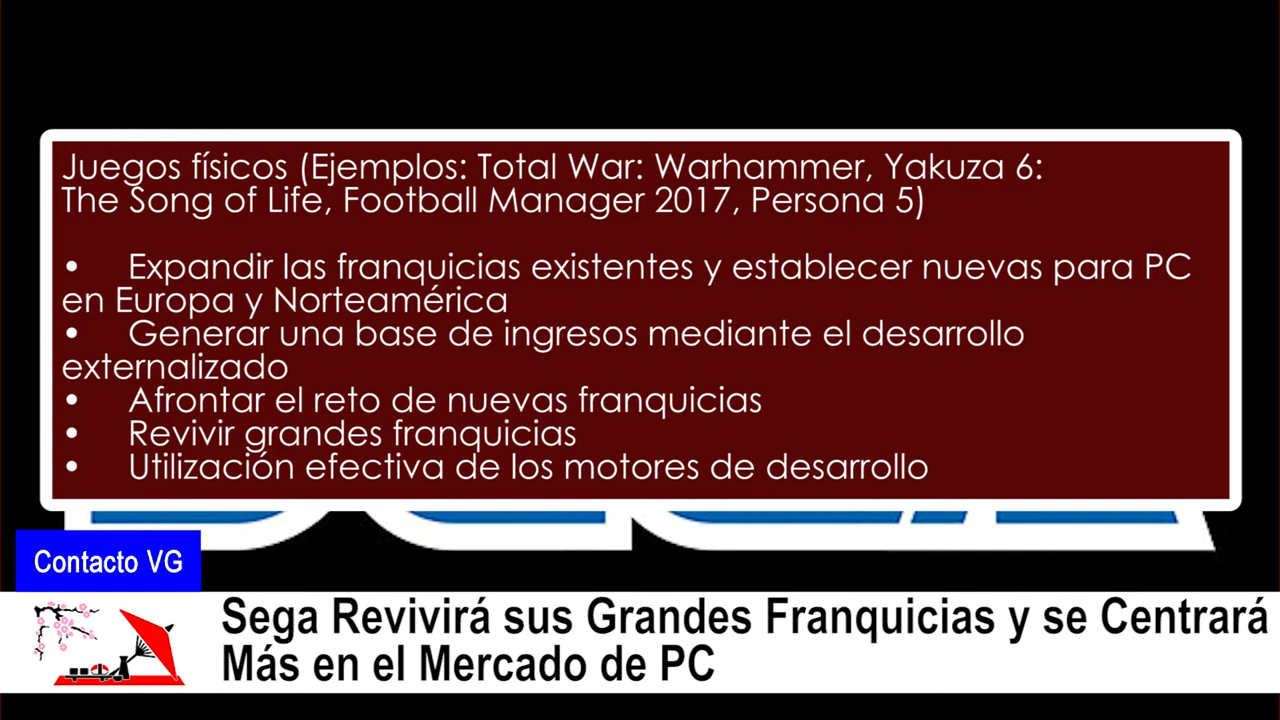 Juegos físicos (Ejemplos: Total War: Warhammer, Yakuza 6:
The Song of Life, Football Manager 2017, Persona 5)
• Expandir las franquicias existentes y establecer nuevas para PC
en Europa y Norteamérica
• Generar una base de ingresos mediante el desarrollo
externalizado
• Afrontar el reto de nuevas franquicias
• Revivir grandes franquicias
• Utilización efectiva de los motores de desarrollo
Contacto VG
Sega Revivirá sus Grandes Franquicias y se Centrará
Más en el Mercado de PC